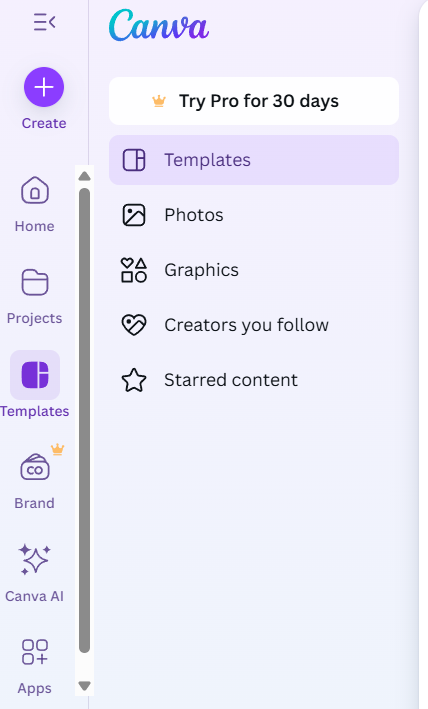 Canva
Create
Home
Projects
Templates
Brand
CO
Canva AI
Apps
Try Pro for 30 days
Templates
Photos
Graphics
Creators you follow
Starred content